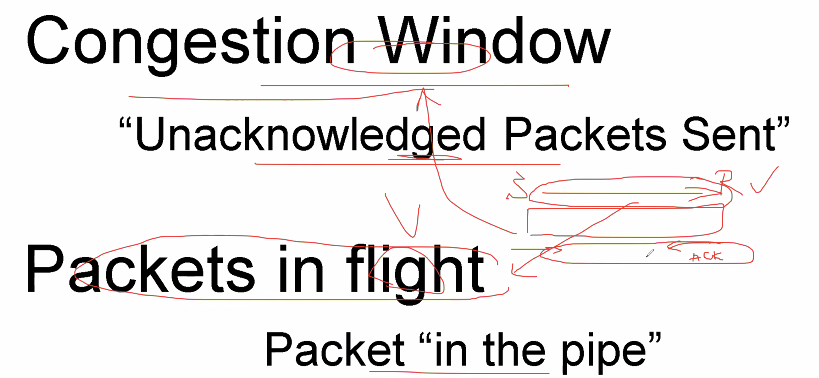 Congestion Window
“Unacknowledged Packets Sent”
S R
ACK
Packets in flight
Packet “in the pipe”